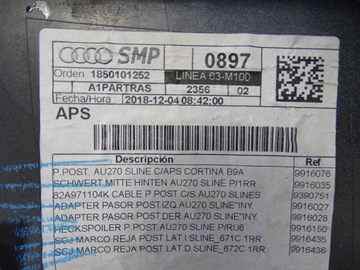 SMP 0897
Orden 1850101252 LINEA 63-M100
A1PARTRAS 2356 02
Fecha/Hora 2018-12-04 08:42:00
APS
Descripción Ref
P.POST. AU270 SLINE C/APS CORTINA B9A 9916076
SCHWERT.MITTE HINTEN AU270 SLINE P/1RR 9916035
82A971104K CABLE P.POST.C/S AU270 SLINES 9390751
ADAPTER PASOR POST.IZQ.AU270 SLINE"INY. 9916027
ADAPTER PASOR POST.DER.AU270 SLINE"INY. 9916028
HECKSPOILER P.POST.AU270 SLINE P/RU6 9916150
SCJ.MARCO REJA POST.LAT.I.SLINE_671C 1RR 9916435
SCJ.MARCO REJA POST.LAT.D.SLINE_671C 1RR 9916436